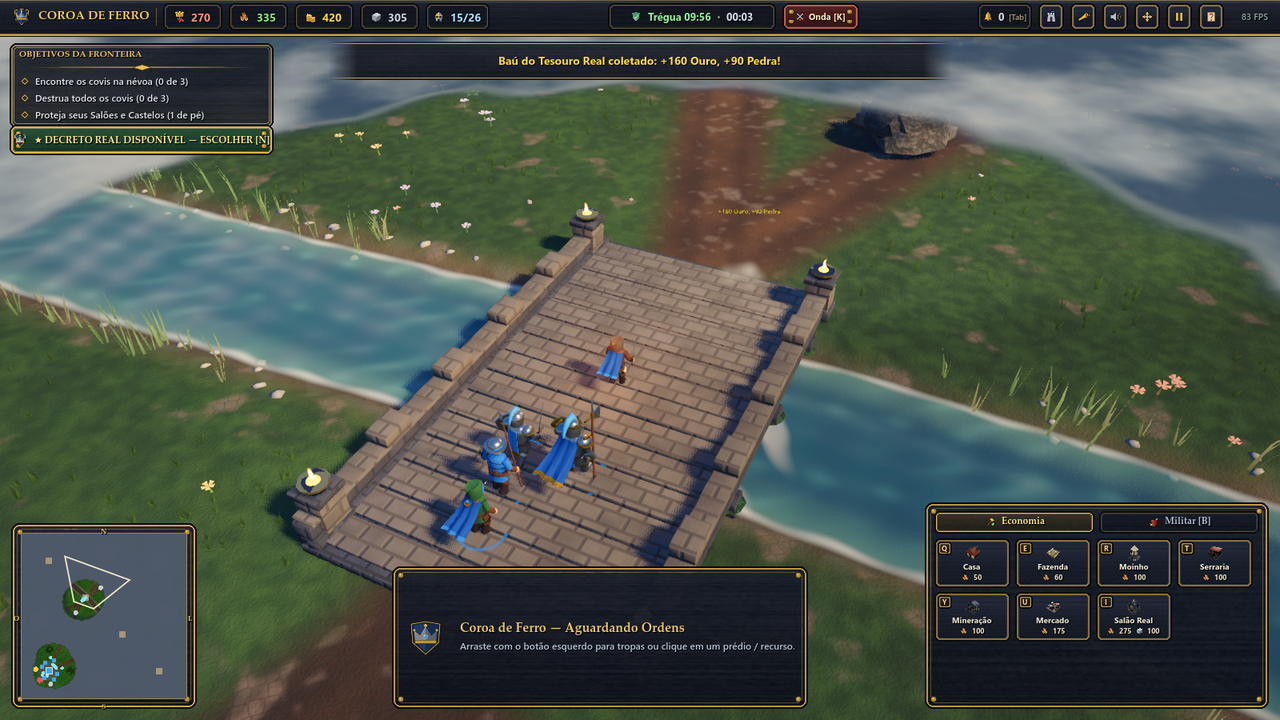 COROA DE FERRO
270
335
420
305
15/26
Trégua 09:56 · 00:03
Onda [K]
0 [Tab]
83 FPS
OBJETIVOS DA FRONTEIRA
Encontre os covis na névoa (0 de 3)
Destrua todos os covis (0 de 3)
Proteja seus Salões e Castelos (1 de pé)
★ DECRETO REAL DISPONÍVEL — ESCOLHER [N]
Baú do Tesouro Real coletado: +160 Ouro, +90 Pedra!
+160 Ouro, +90 Pedra
N
O
L
S
Coroa de Ferro — Aguardando Ordens
Arraste com o botão esquerdo para tropas ou clique em um prédio / recurso.
Economia
Militar [B]
Q
Casa
50
E
Fazenda
60
R
Moinho
100
T
Serraria
100
Y
Mineração
100
U
Mercado
175
I
Salão Real
275 100